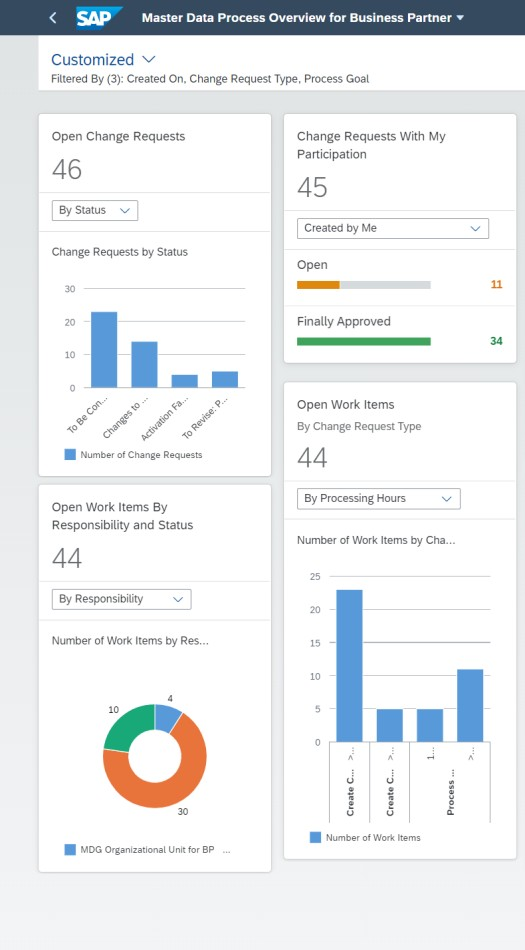 SAP
Master Data Process Overview for Business Partner
Customized
Filtered By (3): Created On, Change Request Type, Process Goal
Open Change Requests
46
By Status
Change Requests by Status
30
20
10
0
To Be Con...
Changes to ...
Activation Fa...
To Revise: P...
Number of Change Requests
Change Requests With My
Participation
45
Created by Me
Open
11
Finally Approved
34
Open Work Items By
Responsibility and Status
44
By Responsibility
Number of Work Items by Res...
4
10
30
MDG Organizational Unit for BP ...
Open Work Items
By Change Request Type
44
By Processing Hours
Number of Work Items by Cha...
25
20
15
10
5
0
>...
>...
1...
>...
Create C...
Create C...
Process ...
Number of Work Items